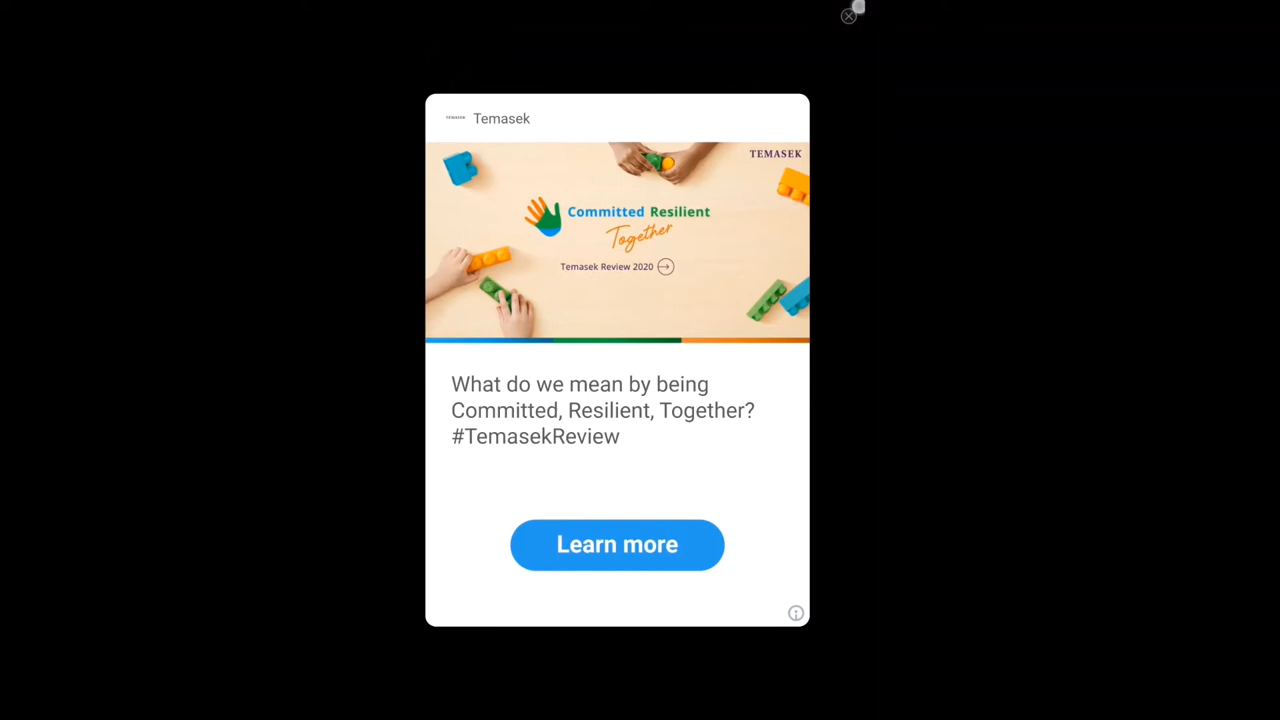 TEMASEK Temasek
TEMASEK
Committed Resilient
Together
Temasek Review 2020
What do we mean by being
Committed, Resilient, Together?
#TemasekReview
Learn more